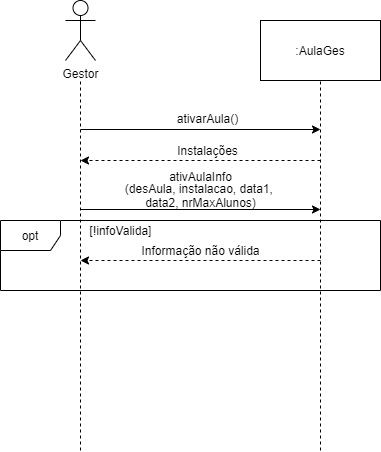 Gestor
:AulaGes
ativarAula()
Instalações
ativAulaInfo
(desAula, instalacao, data1,
data2, nrMaxAlunos)
opt
[!infoValida]
Informação não válida